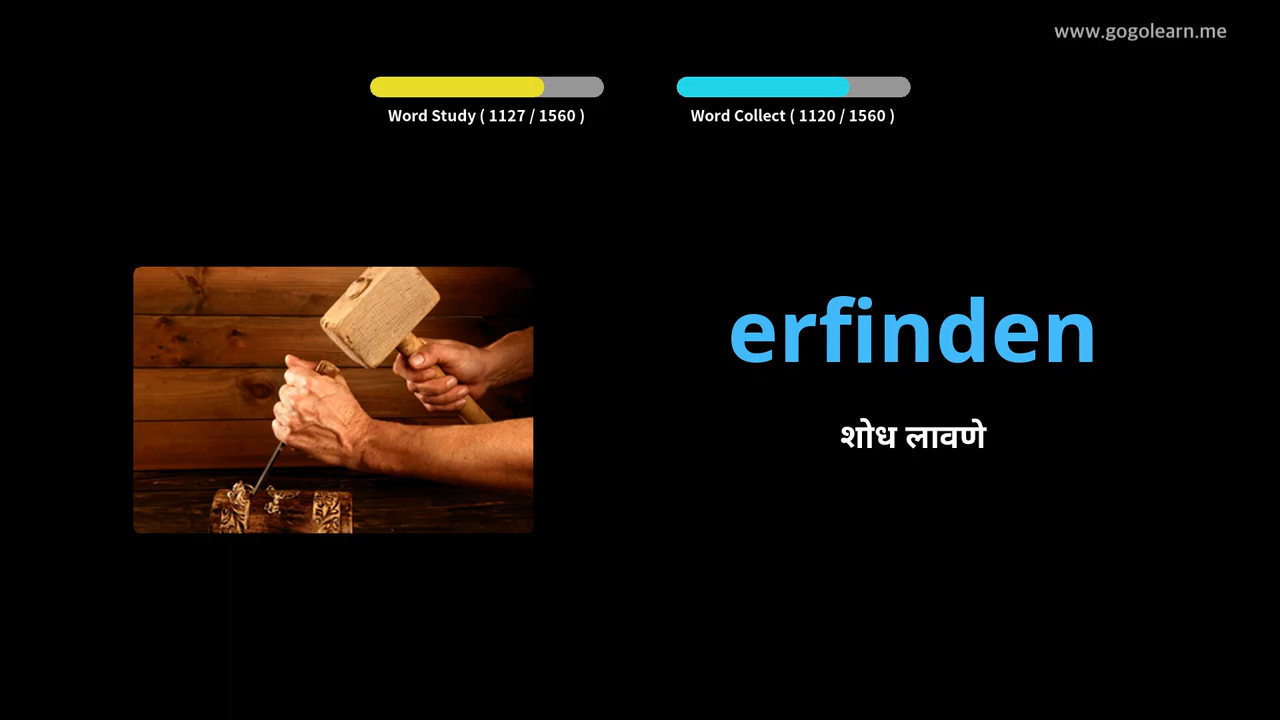 www.gogolearn.me
Word Study ( 1127 / 1560 )
Word Collect ( 1120 / 1560 )
erfinden
शोध लावणे